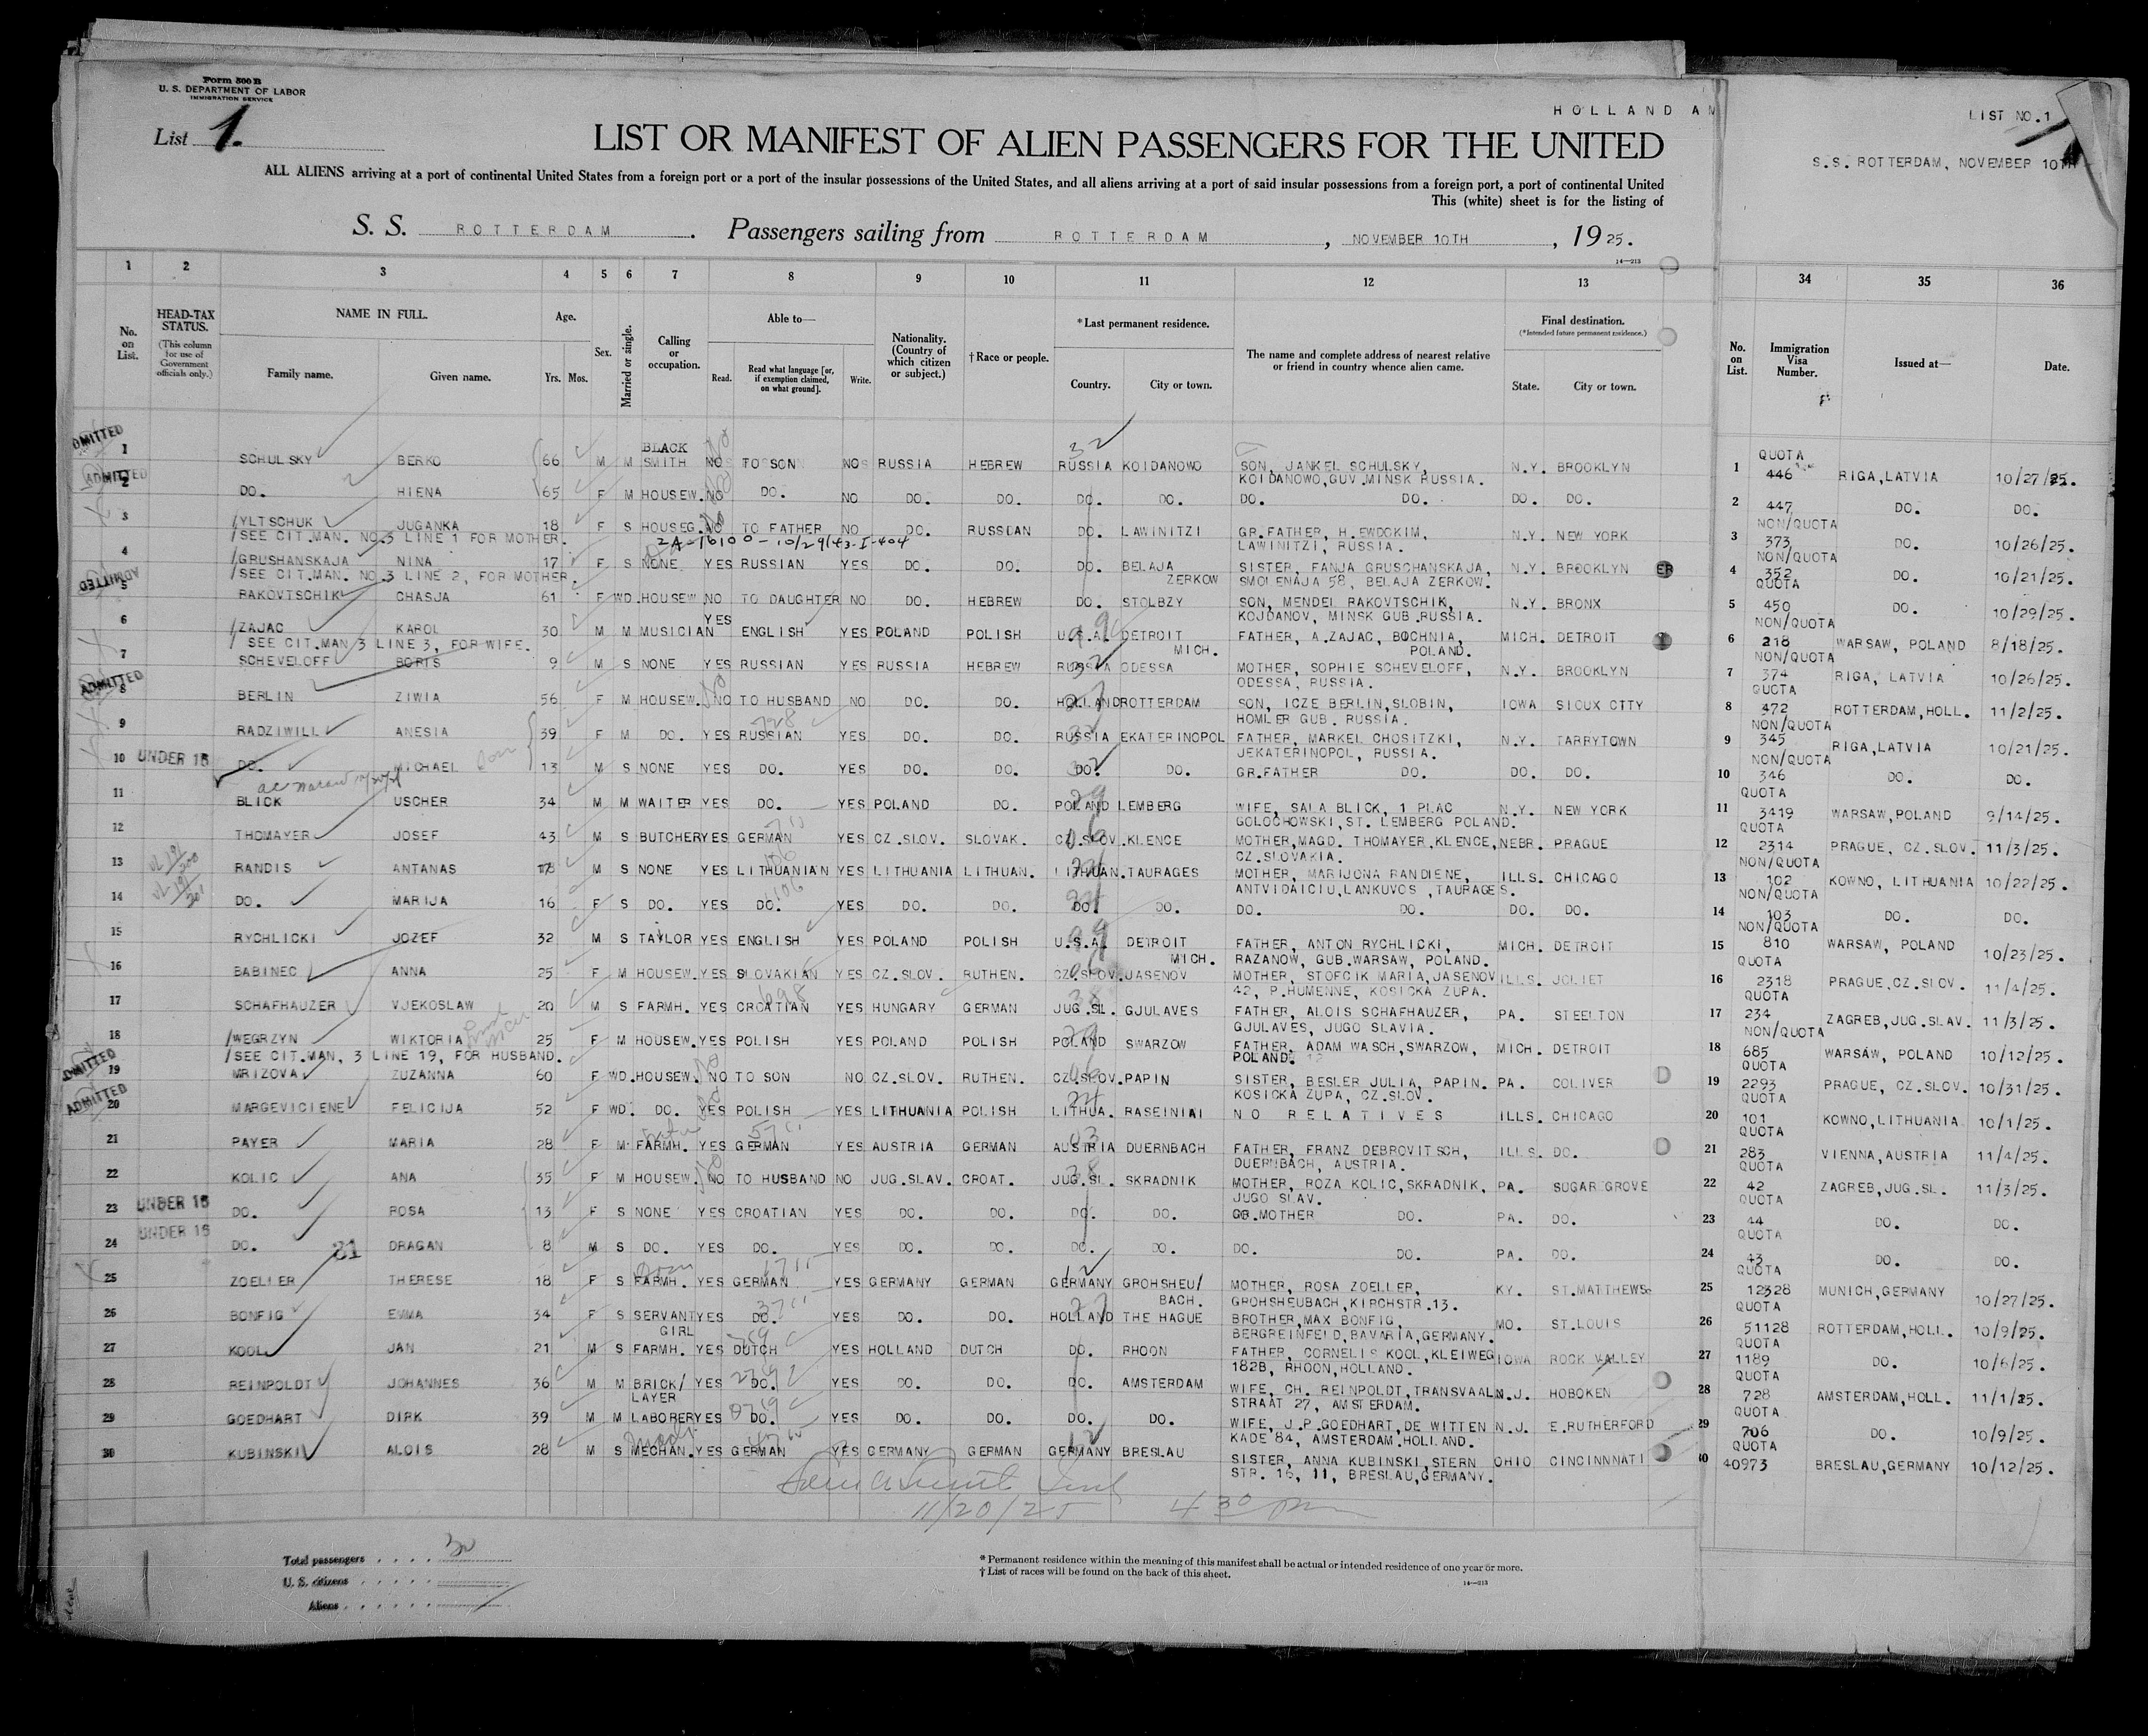 Form 500 B
U. S. DEPARTMENT OF LABOR
IMMIGRATION SERVICE
HOLLAND AM
List 1.
LIST OR MANIFEST OF ALIEN PASSENGERS FOR THE UNITED
ALL ALIENS arriving at a port of continental United States from a foreign port or a port of the insular possessions of the United States, and all aliens arriving at a port of said insular possessions from a foreign port, a port of continental United
This (white) sheet is for the listing of
S. S. ROTTERDAM. Passengers sailing from ROTTERDAM, NOVEMBER 10TH, 1925.
14—213
LIST NO.1
S.S. ROTTERDAM, NOVEMBER 10TH
1 2 3 4 5 6 7 8 9 10 11 12 13 34 35 36
No. on List.
HEAD-TAX STATUS. (This column for use of Government officials only.)
NAME IN FULL. Family name. Given name.
Age. Yrs. Mos.
Sex.
Married or single.
Calling or occupation.
Able to— Read. Read what language [or, if exemption claimed, on what ground]. Write.
Nationality. (Country of which citizen or subject.)
† Race or people.
* Last permanent residence. Country. City or town.
The name and complete address of nearest relative or friend in country whence alien came.
Final destination. (*Intended future permanent residence.) State. City or town.
No. on List.
Immigration Visa Number.
Issued at—
Date.
ADMITTED 1 SCHULSKY BERKO 66 M M BLACK SMITH NO TO SON NO RUSSIA HEBREW RUSSIA KOIDANOWO SON, JANKEL SCHULSKY, KOIDANOWO,GUV.MINSK RUSSIA. N.Y. BROOKLYN 1 QUOTA 446 RIGA,LATVIA 10/27/25.
ADMITTED 2 DO. HIENA 65 F M HOUSEW. NO DO. NO DO. DO. DO. DO. DO. DO. DO. DO. 2 447 DO. DO.
3 /YLTSCHUK JUGANKA 18 F S HOUSEG. NO TO FATHER NO DO. RUSSIAN DO. LAWINITZI GR.FATHER, H.EWDOKIM, LAWINITZI, RUSSIA. N.Y. NEW YORK 3 NON/QUOTA 373 DO. 10/26/25.
/SEE CIT.MAN. NO.3 LINE 1 FOR MOTHER. 2A-16100-10/29/43-I-404
4 /GRUSHANSKAJA NINA 17 F S NONE YES RUSSIAN YES DO. DO. DO. BELAJA ZERKOW SISTER, FANJA GRUSCHANSKAJA, SMOLENAJA 58, BELAJA ZERKOW. N.Y. BROOKLYN 4 NON/QUOTA 352 DO. 10/21/25.
/SEE CIT.MAN. NO.3 LINE 2, FOR MOTHER.
ADMITTED 5 RAKOVTSCHIK CHASJA 61 F WD. HOUSEW NO TO DAUGHTER NO DO. HEBREW DO. STOLBZY SON, MENDEL RAKOVTSCHIK, KOJDANOV, MINSK GUB.RUSSIA. N.Y. BRONX 5 QUOTA 450 DO. 10/29/25.
6 /ZAJAC KAROL 30 M M MUSICIAN YES ENGLISH YES POLAND POLISH U.S.A. DETROIT MICH. FATHER, A.ZAJAC, BOCHNIA, POLAND. MICH. DETROIT 6 NON/QUOTA 218 WARSAW, POLAND 8/18/25.
/ SEE CIT.MAN 3 LINE 3, FOR WIFE.
7 SCHEVELOFF BORIS 9 M S NONE YES RUSSIAN YES RUSSIA HEBREW RUSSIA ODESSA MOTHER, SOPHIE SCHEVELOFF, ODESSA, RUSSIA. N.Y. BROOKLYN 7 NON/QUOTA 374 RIGA, LATVIA 10/26/25.
ADMITTED 8 BERLIN ZIWIA 56 F M HOUSEW. NO TO HUSBAND NO DO. DO. HOLLAND ROTTERDAM SON, ICZE BERLIN,SLOBIN, HOMLER GUB. RUSSIA. IOWA SIOUX CTTY 8 QUOTA 472 ROTTERDAM,HOLL. 11/2/25.
9 RADZIWILL ANESIA 39 F M DO. YES RUSSIAN YES DO. DO. RUSSIA EKATERINOPOL FATHER, MARKEL CHOSITZKI, JEKATERINOPOL, RUSSIA. N.Y. TARRYTOWN 9 NON/QUOTA 345 RIGA,LATVIA 10/21/25.
10 UNDER 16 DO. MICHAEL 13 M S NONE YES DO. YES DO. DO. DO. DO. GR.FATHER DO. DO. DO. 10 NON/QUOTA 346 DO. DO.
11 BLICK USCHER 34 M M WAITER YES DO. YES POLAND DO. POLAND LEMBERG WIFE, SALA BLICK, 1 PLAC GOLOCHOWSKI,ST. LEMBERG POLAND. N.Y. NEW YORK 11 QUOTA 3419 WARSAW,POLAND 9/14/25.
12 THOMAYER JOSEF 43 M S BUTCHER YES GERMAN YES CZ.SLOV. SLOVAK. CZ.SLOV. KLENCE MOTHER,MAGD. THOMAYER,KLENCE, CZ.SLOVAKIA. NEBR. PRAGUE 12 QUOTA 2314 PRAGUE, CZ.SLOV. 11/3/25.
13 RANDIS ANTANAS 18 M S NONE YES LITHUANIAN YES LITHUANIA LITHUAN. LITHUAN. TAURAGES MOTHER, MARIJONA RANDIENE, ANTVIDAICIU,LANKUVOS ,TAURAGES. ILLS. CHICAGO 13 NON/QUOTA 102 KOWNO, LITHUANIA 10/22/25.
14 DO. MARIJA 16 F S DO. YES DO. YES DO. DO. DO. DO. DO. DO. DO. DO. 14 NON/QUOTA 103 DO. DO.
15 RYCHLICKI JOZEF 32 M S TAYLOR YES ENGLISH YES POLAND POLISH U.S.A. DETROIT MICH. FATHER, ANTON RYCHLICKI, RAZANOW, GUB.WARSAW, POLAND. MICH. DETROIT 15 NON/QUOTA 810 WARSAW, POLAND 10/23/25.
16 BABINEC ANNA 25 F M HOUSEW. YES SLOVAKIAN YES CZ.SLOV. RUTHEN. CZ.SLOV. JASENOV MOTHER, STOFCIK MARIA,JASENOV 42, P.HUMENNE, KOSICKA ZUPA. ILLS. JOLIET 16 QUOTA 2318 PRAGUE,CZ.SLOV. 11/4/25.
17 SCHAFHAUZER VJEKOSLAW 20 M S FARMH. YES CROATIAN YES HUNGARY GERMAN JUG.SL. GJULAVES FATHER, ALOIS SCHAFHAUZER, GJULAVES, JUGO SLAVIA. PA. STEELTON 17 QUOTA 234 ZAGREB,JUG.SLAV. 11/3/25.
18 /WEGRZYN WIKTORIA 25 F M HOUSEW. YES POLISH YES POLAND POLISH POLAND SWARZOW FATHER, ADAM WASCH,SWARZOW, POLAND. MICH. DETROIT 18 NON/QUOTA 685 WARSAW, POLAND 10/12/25.
/SEE CIT.MAN, 3 LINE 19, FOR HUSBAND.
ADMITTED 19 MRIZOVA ZUZANNA 60 F WD. HOUSEW. NO TO SON NO CZ.SLOV. RUTHEN. CZ.SLOV. PAPIN SISTER, BESLER JULIA, PAPIN. KOSICKA ZUPA, CZ.SLOV. PA. COLIVER 19 QUOTA 2293 PRAGUE, CZ.SLOV. 10/31/25.
ADMITTED 20 MARGEVICIENE FELICIJA 52 F WD. DO. YES POLISH YES LITHUANIA POLISH LITHUA. RASEINIAI NO RELATIVES ILLS. CHICAGO 20 QUOTA 101 KOWNO,LITHUANIA 10/1/25.
21 PAYER MARIA 28 F M FARMH. YES GERMAN YES AUSTRIA GERMAN AUSTRIA DUERNBACH FATHER, FRANZ DEBROVITSCH, DUERNBACH, AUSTRIA. ILLS. DO. 21 QUOTA 283 VIENNA,AUSTRIA 11/4/25.
22 KOLIC ANA 35 F M HOUSEW. NO TO HUSBAND NO JUG.SLAV. CROAT. JUG.SL. SKRADNIK MOTHER, ROZA KOLIC,SKRADNIK, JUGO SLAV. PA. SUGAR GROVE 22 QUOTA 42 ZAGREB,JUG.SL. 11/3/25.
23 UNDER 16 DO. ROSA 13 F S NONE YES CROATIAN YES DO. DO. DO. DO. GR.MOTHER DO. PA. DO. 23 QUOTA 44 DO. DO.
24 UNDER 16 DO. DRAGAN 8 M S DO. YES DO. YES DO. DO. DO. DO. DO. DO. PA. DO. 24 QUOTA 43 DO. DO.
25 ZOELLER THERESE 18 F S FARMH. YES GERMAN YES GERMANY GERMAN GERMANY GROHSHEU/ BACH. MOTHER, ROSA ZOELLER, GROHSHEUBACH,KIRCHSTR.13. KY. ST.MATTHEWS 25 QUOTA 12328 MUNICH,GERMANY 10/27/25.
26 BONFIG EMMA 34 F S SERVANT GIRL YES DO. YES DO. DO. HOLLAND THE HAGUE BROTHER,MAX BONFIG, BERGREINFELD,BAVARIA,GERMANY. MO. ST.LOUIS 26 QUOTA 51128 ROTTERDAM,HOLL. 10/9/25.
27 KOOL JAN 21 M S FARMH. YES DUTCH YES HOLLAND DUTCH DO. RHOON FATHER, CORNELIS KOOL,KLEIWEG 182B, RHOON,HOLLAND. IOWA ROCK VALLEY 27 QUOTA 1189 DO. 10/6/25.
28 REINPOLDT JOHANNES 36 M M BRICK/ LAYER YES DO. YES DO. DO. DO. AMSTERDAM WIFE, CH. REINPOLDT,TRANSVAAL STRAAT 27, AMSTERDAM. N.J. HOBOKEN 28 QUOTA 728 AMSTERDAM,HOLL. 11/1/25.
29 GOEDHART DIRK 39 M M LABORER YES DO. YES DO. DO. DO. DO. WIFE, J.P.GOEDHART,DE WITTEN KADE 84, AMSTERDAM.HOLLAND. N.J. E.RUTHERFORD 29 QUOTA 706 DO. 10/9/25.
30 KUBINSKI ALOIS 28 M S MECHAN. YES GERMAN YES GERMANY GERMAN GERMANY BRESLAU SISTER, ANNA KUBINSKI,STERN STR. 16, 11, BRESLAU,GERMANY. OHIO CINCINNNATI 30 QUOTA 40973 BRESLAU,GERMANY 10/12/25.
11/20/25 4 30 pm
Total passengers . . . . 30
U. S. citizens . . . . .
Aliens . . . . . .
* Permanent residence within the meaning of this manifest shall be actual or intended residence of one year or more.
† List of races will be found on the back of this sheet.
14—213